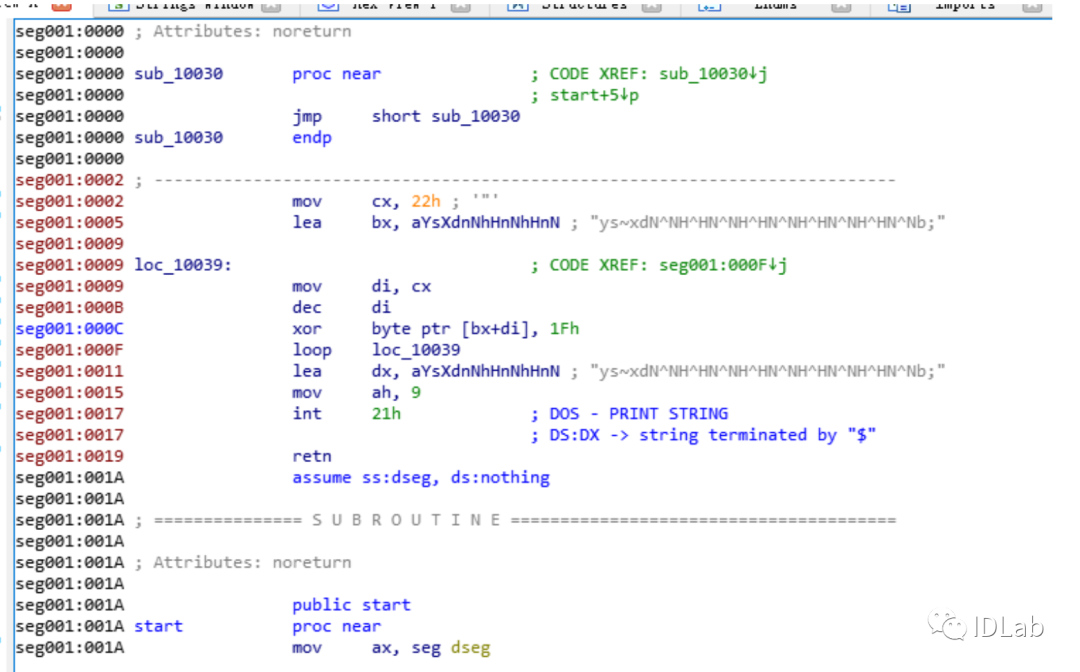 Strings window Hex View 1 Structures Enums Imports
seg001:0000 ; Attributes: noreturn
seg001:0000
seg001:0000 sub_10030 proc near ; CODE XREF: sub_10030↓j
seg001:0000 ; start+5↓p
seg001:0000 jmp short sub_10030
seg001:0000 sub_10030 endp
seg001:0000
seg001:0002 ; ---------------------------------------------------------------------------
seg001:0002 mov cx, 22h ; '"'
seg001:0005 lea bx, aYsXdnNhHnNhHnN ; "ys~xdN^NH^HN^NH^HN^NH^HN^NH^HN^Nb;"
seg001:0009
seg001:0009 loc_10039: ; CODE XREF: seg001:000F↓j
seg001:0009 mov di, cx
seg001:000B dec di
seg001:000C xor byte ptr [bx+di], 1Fh
seg001:000F loop loc_10039
seg001:0011 lea dx, aYsXdnNhHnNhHnN ; "ys~xdN^NH^HN^NH^HN^NH^HN^NH^HN^Nb;"
seg001:0015 mov ah, 9
seg001:0017 int 21h ; DOS - PRINT STRING
seg001:0017 ; DS:DX -> string terminated by "$"
seg001:0019 retn
seg001:001A assume ss:dseg, ds:nothing
seg001:001A
seg001:001A ; =============== S U B R O U T I N E =======================================
seg001:001A
seg001:001A ; Attributes: noreturn
seg001:001A
seg001:001A public start
seg001:001A start proc near
seg001:001A mov ax, seg dseg
IDLab